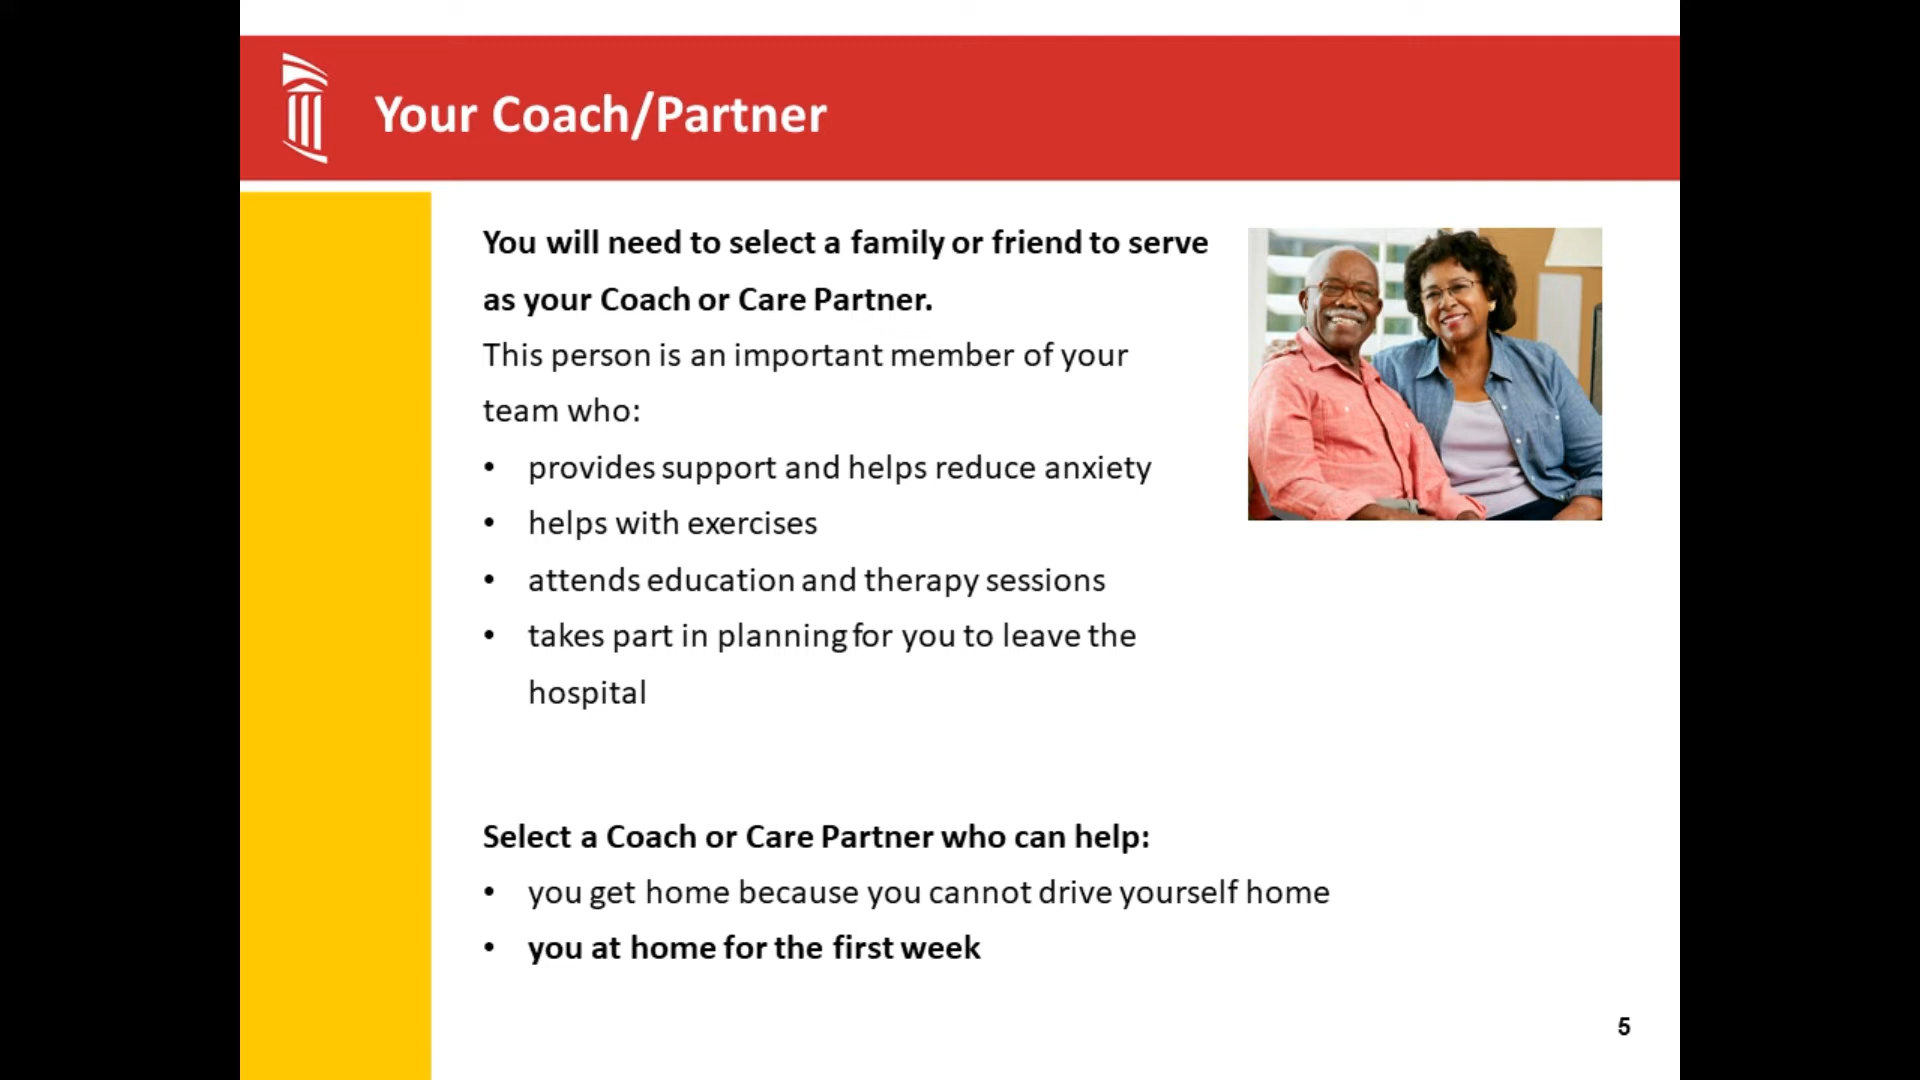 Your Coach/Partner
You will need to select a family or friend to serve
as your Coach or Care Partner.
This person is an important member of your
team who:
• provides support and helps reduce anxiety
• helps with exercises
• attends education and therapy sessions
• takes part in planning for you to leave the
hospital
Select a Coach or Care Partner who can help:
• you get home because you cannot drive yourself home
• you at home for the first week
5